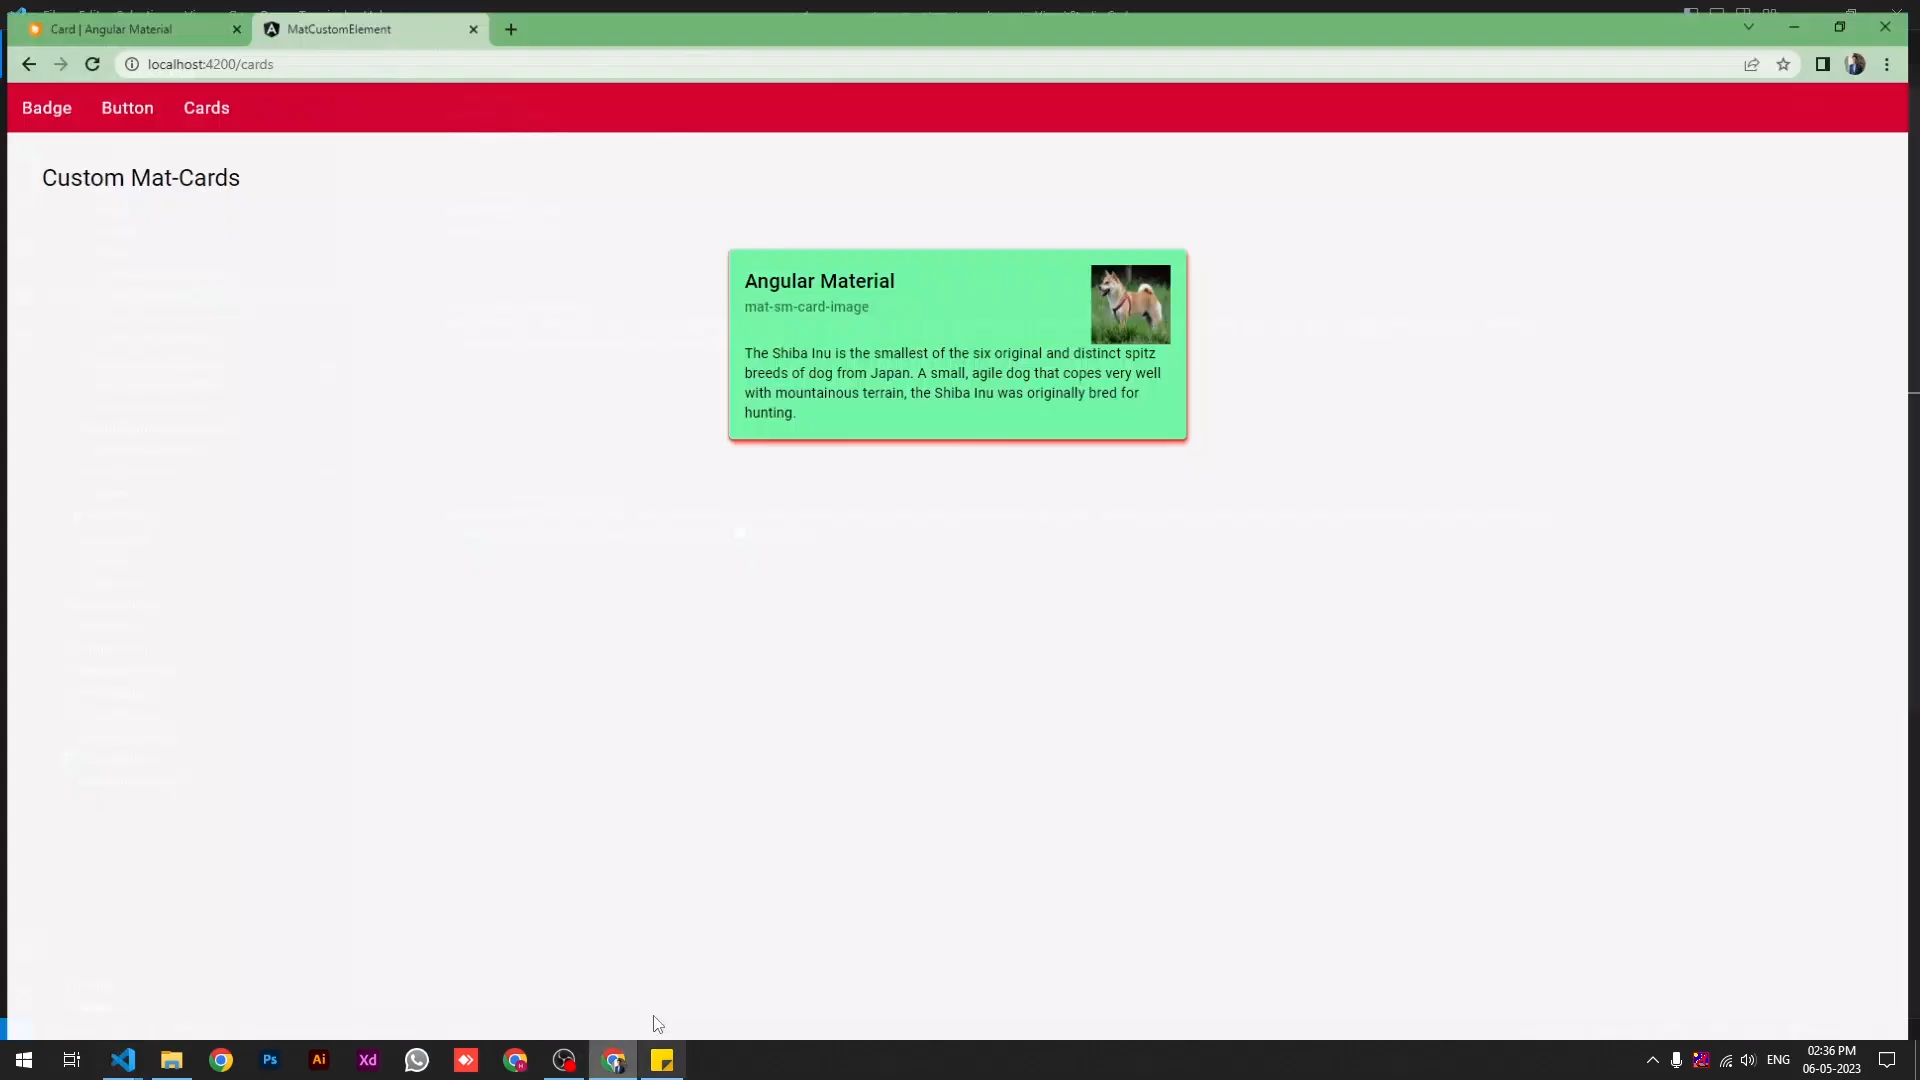 Card | Angular Material
MatCustomElement
localhost:4200/cards
Badge Button Cards
Custom Mat-Cards
Angular Material
mat-sm-card-image
The Shiba Inu is the smallest of the six original and distinct spitz
breeds of dog from Japan. A small, agile dog that copes very well
with mountainous terrain, the Shiba Inu was originally bred for
hunting.
Ps Ai Xd
ENG
02:36 PM
06-05-2023